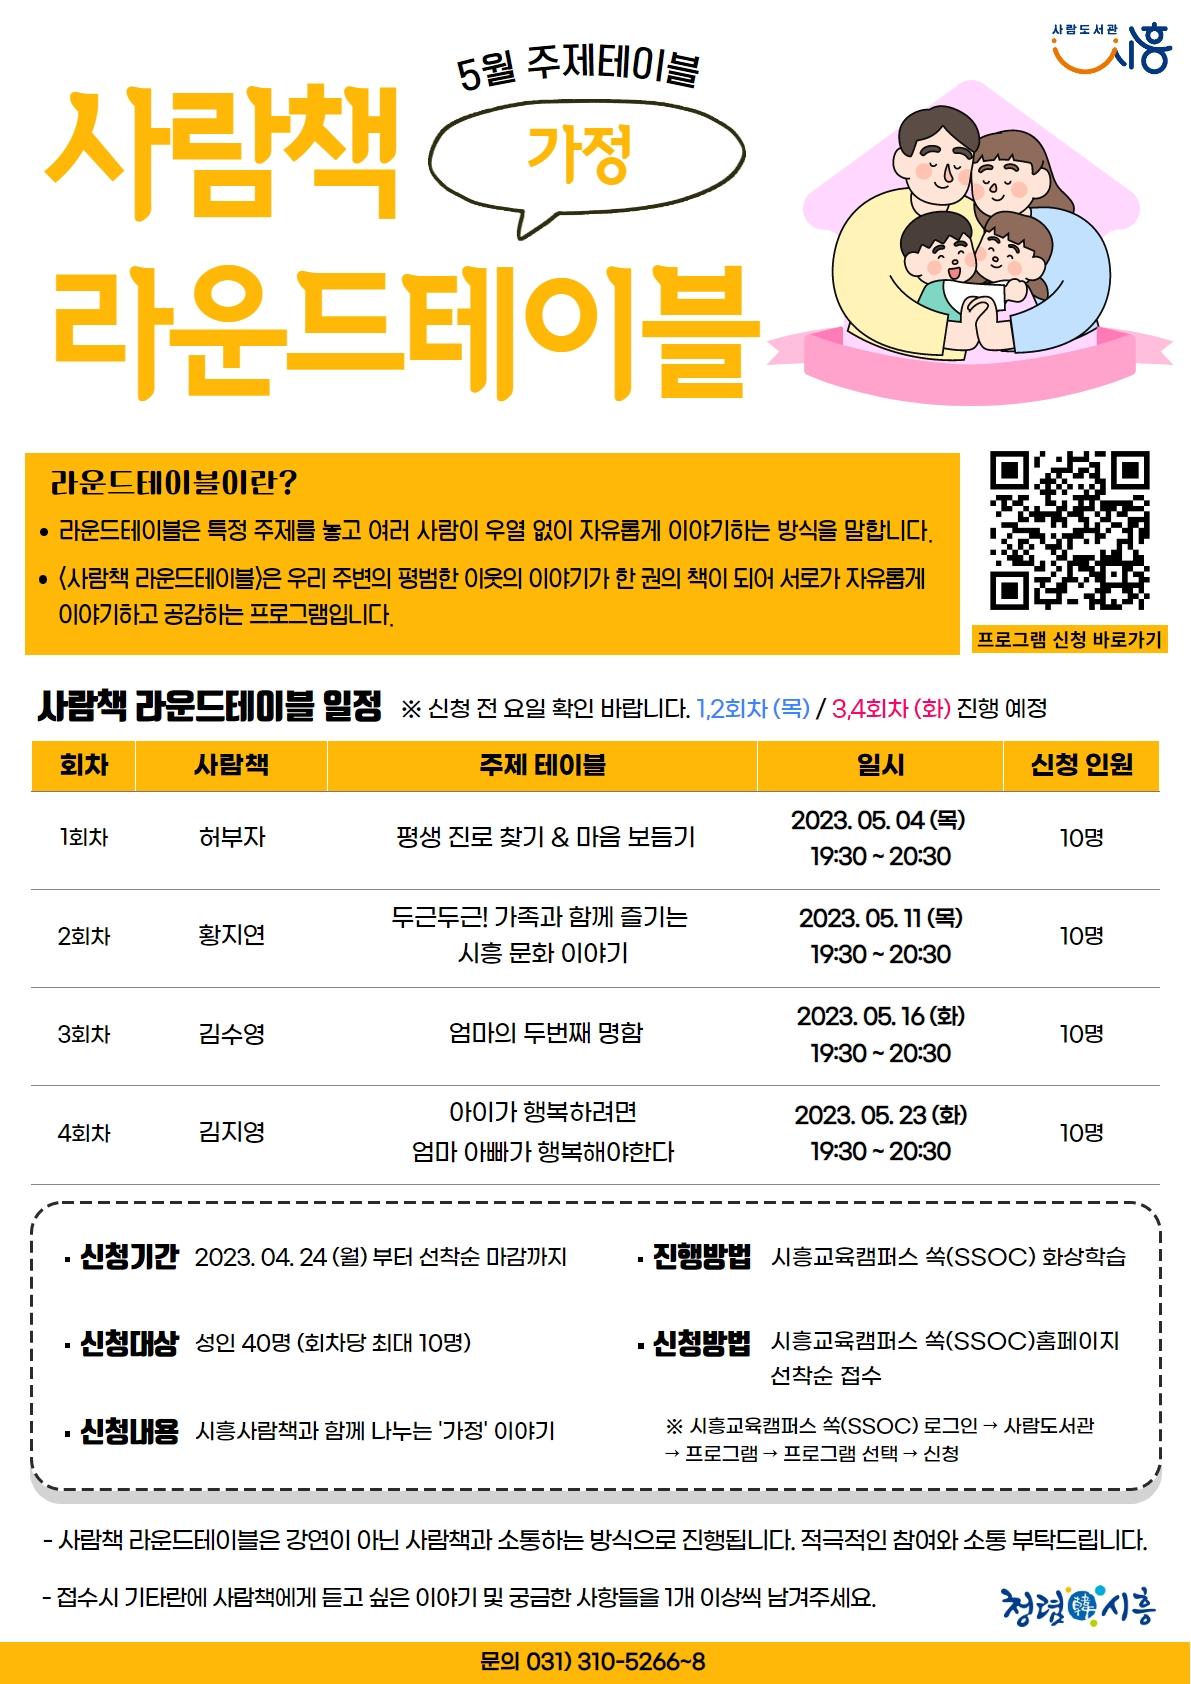 사람도서관 시흥
5월 주제테이블
사람책
가정
라운드테이블
라운드테이블이란?
• 라운드테이블은 특정 주제를 놓고 여러 사람이 우열 없이 자유롭게 이야기하는 방식을 말합니다.
• <사람책 라운드테이블>은 우리 주변의 평범한 이웃의 이야기가 한 권의 책이 되어 서로가 자유롭게
이야기하고 공감하는 프로그램입니다.
프로그램 신청 바로가기
사람책 라운드테이블 일정 ※ 신청 전 요일 확인 바랍니다. 1,2회차 (목) / 3,4회차 (화) 진행 예정
회차 사람책 주제 테이블 일시 신청 인원
1회차 허부자 평생 진로 찾기 & 마음 보듬기 2023. 05. 04 (목) 19:30 ~ 20:30 10명
2회차 황지연 두근두근! 가족과 함께 즐기는 시흥 문화 이야기 2023. 05. 11 (목) 19:30 ~ 20:30 10명
3회차 김수영 엄마의 두번째 명함 2023. 05. 16 (화) 19:30 ~ 20:30 10명
4회차 김지영 아이가 행복하려면 엄마 아빠가 행복해야한다 2023. 05. 23 (화) 19:30 ~ 20:30 10명
· 신청기간 2023. 04. 24 (월) 부터 선착순 마감까지
· 진행방법 시흥교육캠퍼스 쏙(SSOC) 화상학습
· 신청대상 성인 40명 (회차당 최대 10명)
· 신청방법 시흥교육캠퍼스 쏙(SSOC)홈페이지
선착순 접수
· 신청내용 시흥사람책과 함께 나누는 '가정' 이야기
※ 시흥교육캠퍼스 쏙(SSOC) 로그인 → 사람도서관
→ 프로그램 → 프로그램 선택 → 신청
- 사람책 라운드테이블은 강연이 아닌 사람책과 소통하는 방식으로 진행됩니다. 적극적인 참여와 소통 부탁드립니다.
- 접수시 기타란에 사람책에게 듣고 싶은 이야기 및 궁금한 사항들을 1개 이상씩 남겨주세요.
청렴韓시흥
문의 031) 310-5266~8